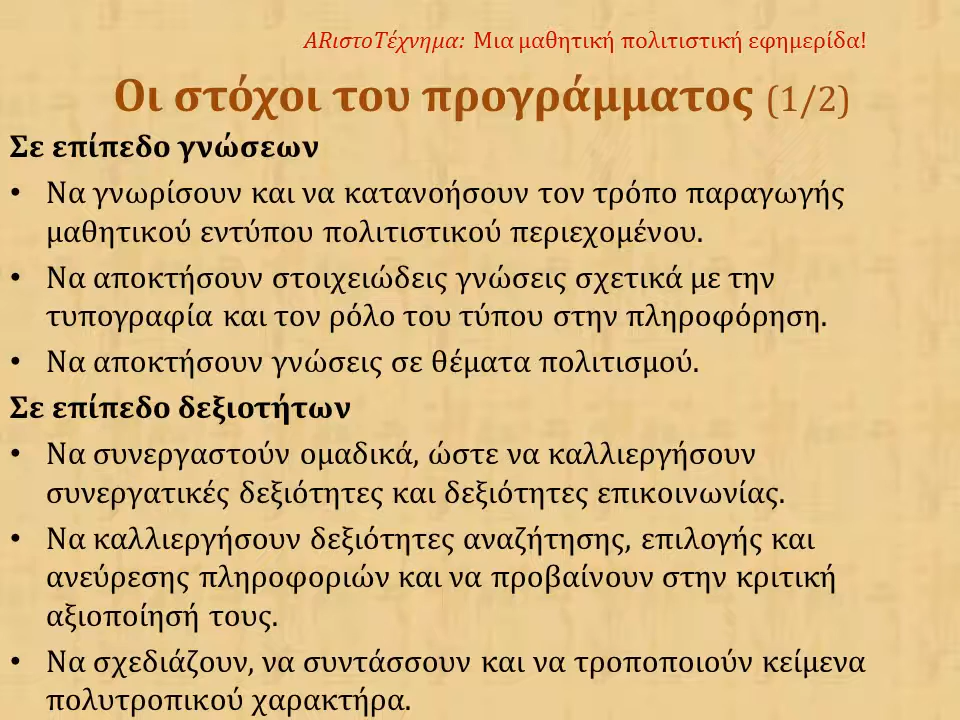 ARιστοΤέχνημα: Μια μαθητική πολιτιστική εφημερίδα!
Οι στόχοι του προγράμματος (1/2)
Σε επίπεδο γνώσεων
• Να γνωρίσουν και να κατανοήσουν τον τρόπο παραγωγής
μαθητικού εντύπου πολιτιστικού περιεχομένου.
• Να αποκτήσουν στοιχειώδεις γνώσεις σχετικά με την
τυπογραφία και τον ρόλο του τύπου στην πληροφόρηση.
• Να αποκτήσουν γνώσεις σε θέματα πολιτισμού.
Σε επίπεδο δεξιοτήτων
• Να συνεργαστούν ομαδικά, ώστε να καλλιεργήσουν
συνεργατικές δεξιότητες και δεξιότητες επικοινωνίας.
• Να καλλιεργήσουν δεξιότητες αναζήτησης, επιλογής και
ανεύρεσης πληροφοριών και να προβαίνουν στην κριτική
αξιοποίησή τους.
• Να σχεδιάζουν, να συντάσσουν και να τροποποιούν κείμενα
πολυτροπικού χαρακτήρα.